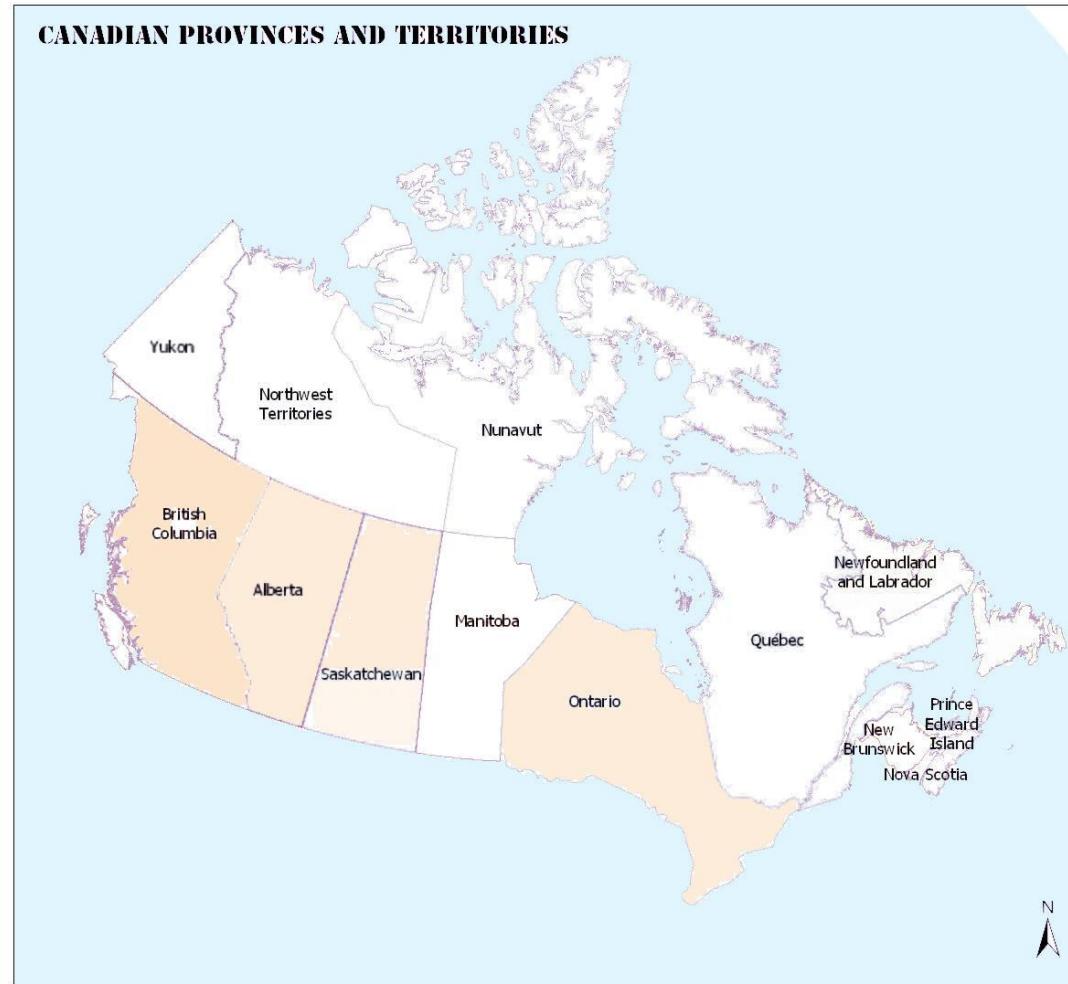 CANADIAN PROVINCES AND TERRITORIES
Yukon
Northwest
Territories
Nunavut
British
Columbia
Alberta
Saskatchewan
Manitoba
Ontario
Québec
Newfoundland
and Labrador
New
Brunswick
Prince
Edward
Island
Nova Scotia
N